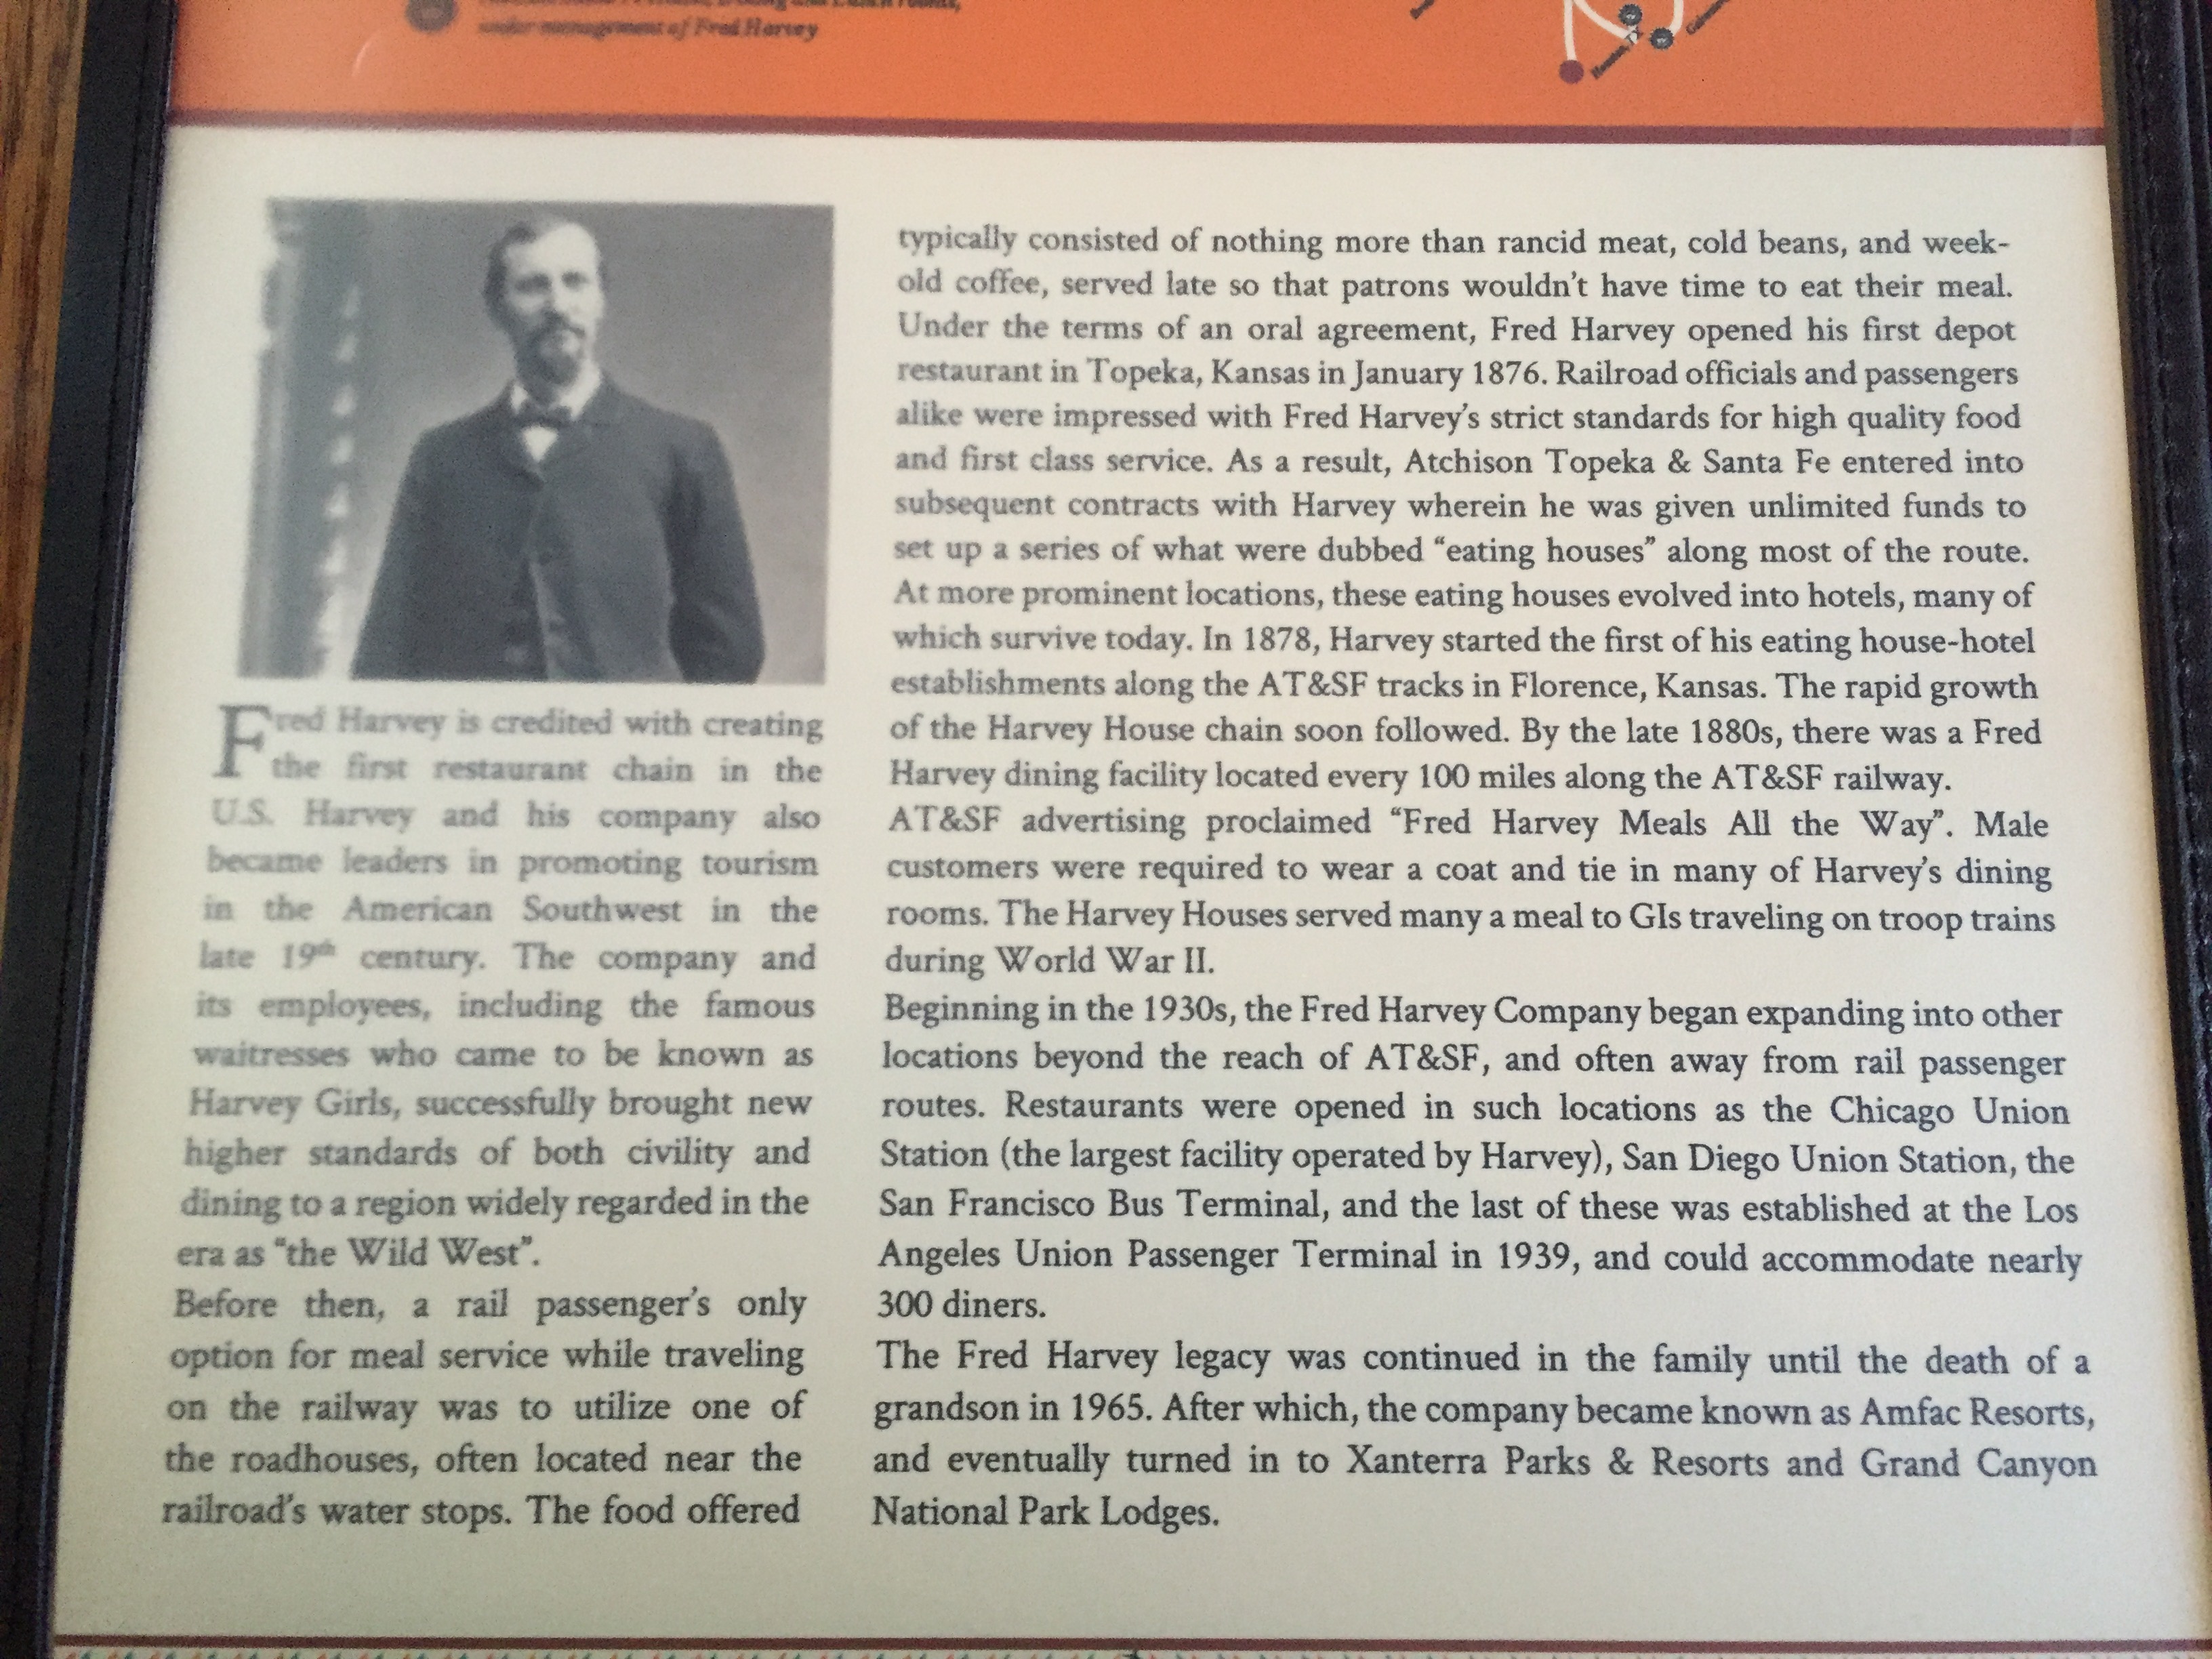 under management of Fred Harvey
Fred Harvey is credited with creating
the first restaurant chain in the
U.S. Harvey and his company also
became leaders in promoting tourism
in the American Southwest in the
late 19th century. The company and
its employees, including the famous
waitresses who came to be known as
Harvey Girls, successfully brought new
higher standards of both civility and
dining to a region widely regarded in the
era as “the Wild West”.
Before then, a rail passenger’s only
option for meal service while traveling
on the railway was to utilize one of
the roadhouses, often located near the
railroad’s water stops. The food offered
typically consisted of nothing more than rancid meat, cold beans, and week-
old coffee, served late so that patrons wouldn’t have time to eat their meal.
Under the terms of an oral agreement, Fred Harvey opened his first depot
restaurant in Topeka, Kansas in January 1876. Railroad officials and passengers
alike were impressed with Fred Harvey’s strict standards for high quality food
and first class service. As a result, Atchison Topeka & Santa Fe entered into
subsequent contracts with Harvey wherein he was given unlimited funds to
set up a series of what were dubbed “eating houses” along most of the route.
At more prominent locations, these eating houses evolved into hotels, many of
which survive today. In 1878, Harvey started the first of his eating house-hotel
establishments along the AT&SF tracks in Florence, Kansas. The rapid growth
of the Harvey House chain soon followed. By the late 1880s, there was a Fred
Harvey dining facility located every 100 miles along the AT&SF railway.
AT&SF advertising proclaimed “Fred Harvey Meals All the Way”. Male
customers were required to wear a coat and tie in many of Harvey’s dining
rooms. The Harvey Houses served many a meal to GIs traveling on troop trains
during World War II.
Beginning in the 1930s, the Fred Harvey Company began expanding into other
locations beyond the reach of AT&SF, and often away from rail passenger
routes. Restaurants were opened in such locations as the Chicago Union
Station (the largest facility operated by Harvey), San Diego Union Station, the
San Francisco Bus Terminal, and the last of these was established at the Los
Angeles Union Passenger Terminal in 1939, and could accommodate nearly
300 diners.
The Fred Harvey legacy was continued in the family until the death of a
grandson in 1965. After which, the company became known as Amfac Resorts,
and eventually turned in to Xanterra Parks & Resorts and Grand Canyon
National Park Lodges.